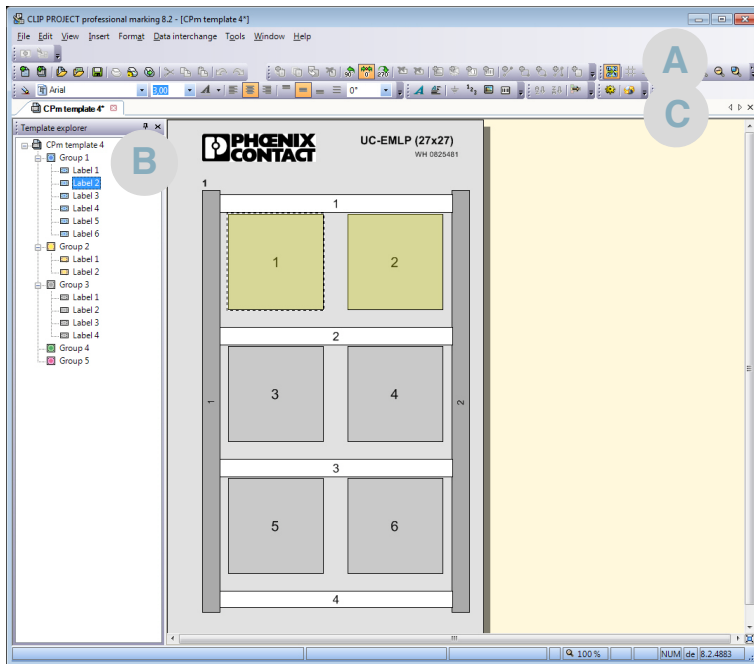 CLIP PROJECT professional marking 8.2 - [CPm template 4*]
File Edit View Insert Format Data interchange Tools Window Help
A
Arial 3,00 0°
CPm template 4*
C
Template explorer
B
CPm template 4
Group 1
Label 1
Label 2
Label 3
Label 4
Label 5
Label 6
Group 2
Label 1
Label 2
Group 3
Label 1
Label 2
Label 3
Label 4
Group 4
Group 5
PHŒNIX
CONTACT
UC-EMLP (27x27)
WH 0825481
1
1
1 2
2
3 4
1 2
3
5 6
4
100 % NUM de 8.2.4883